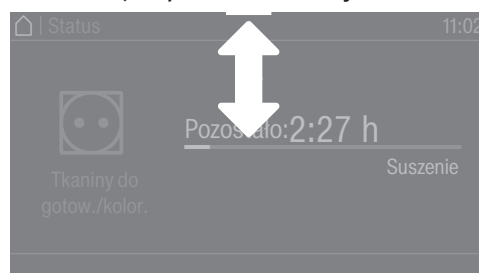 Status 11:02
Pozostało: 2:27 h
Suszenie
Tkaniny do
gotow./kolor.